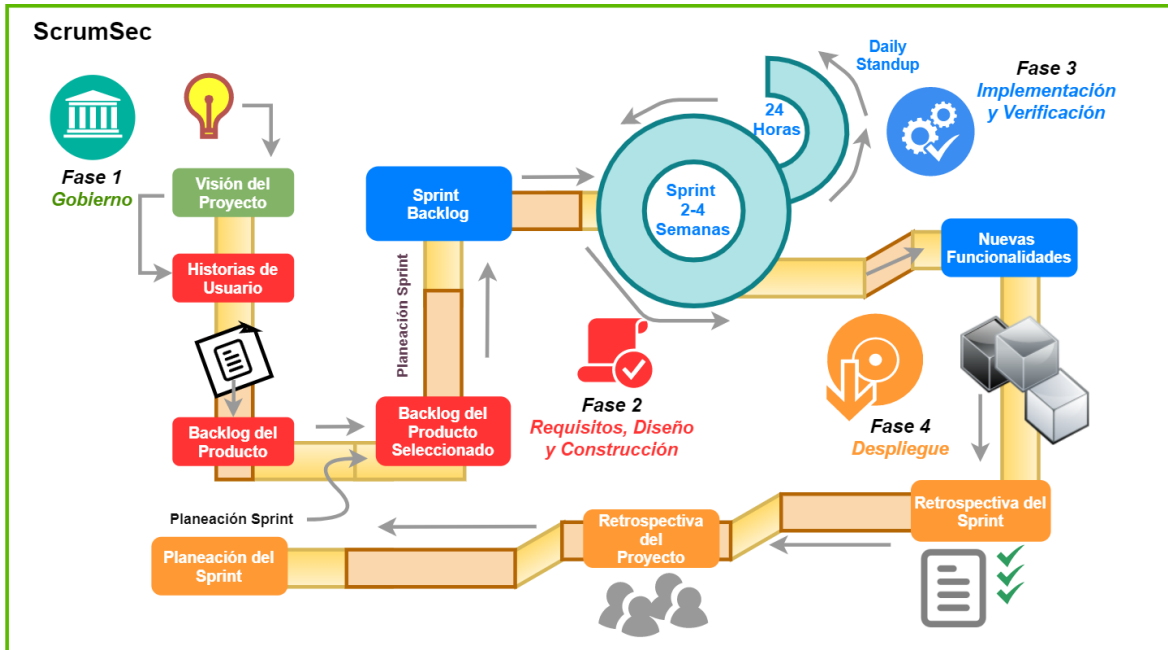 ScrumSec
Fase 1
Gobierno
Visión del
Proyecto
Historias de
Usuario
Backlog del
Producto
Backlog del
Producto
Seleccionado
Planeación Sprint
Planeación Sprint
Sprint
Backlog
Sprint
2-4
Semanas
24
Horas
Daily
Standup
Fase 3
Implementación
y Verificación
Fase 2
Requisitos, Diseño
y Construcción
Nuevas
Funcionalidades
Fase 4
Despliegue
Retrospectiva del
Sprint
Retrospectiva
del
Proyecto
Planeación del
Sprint